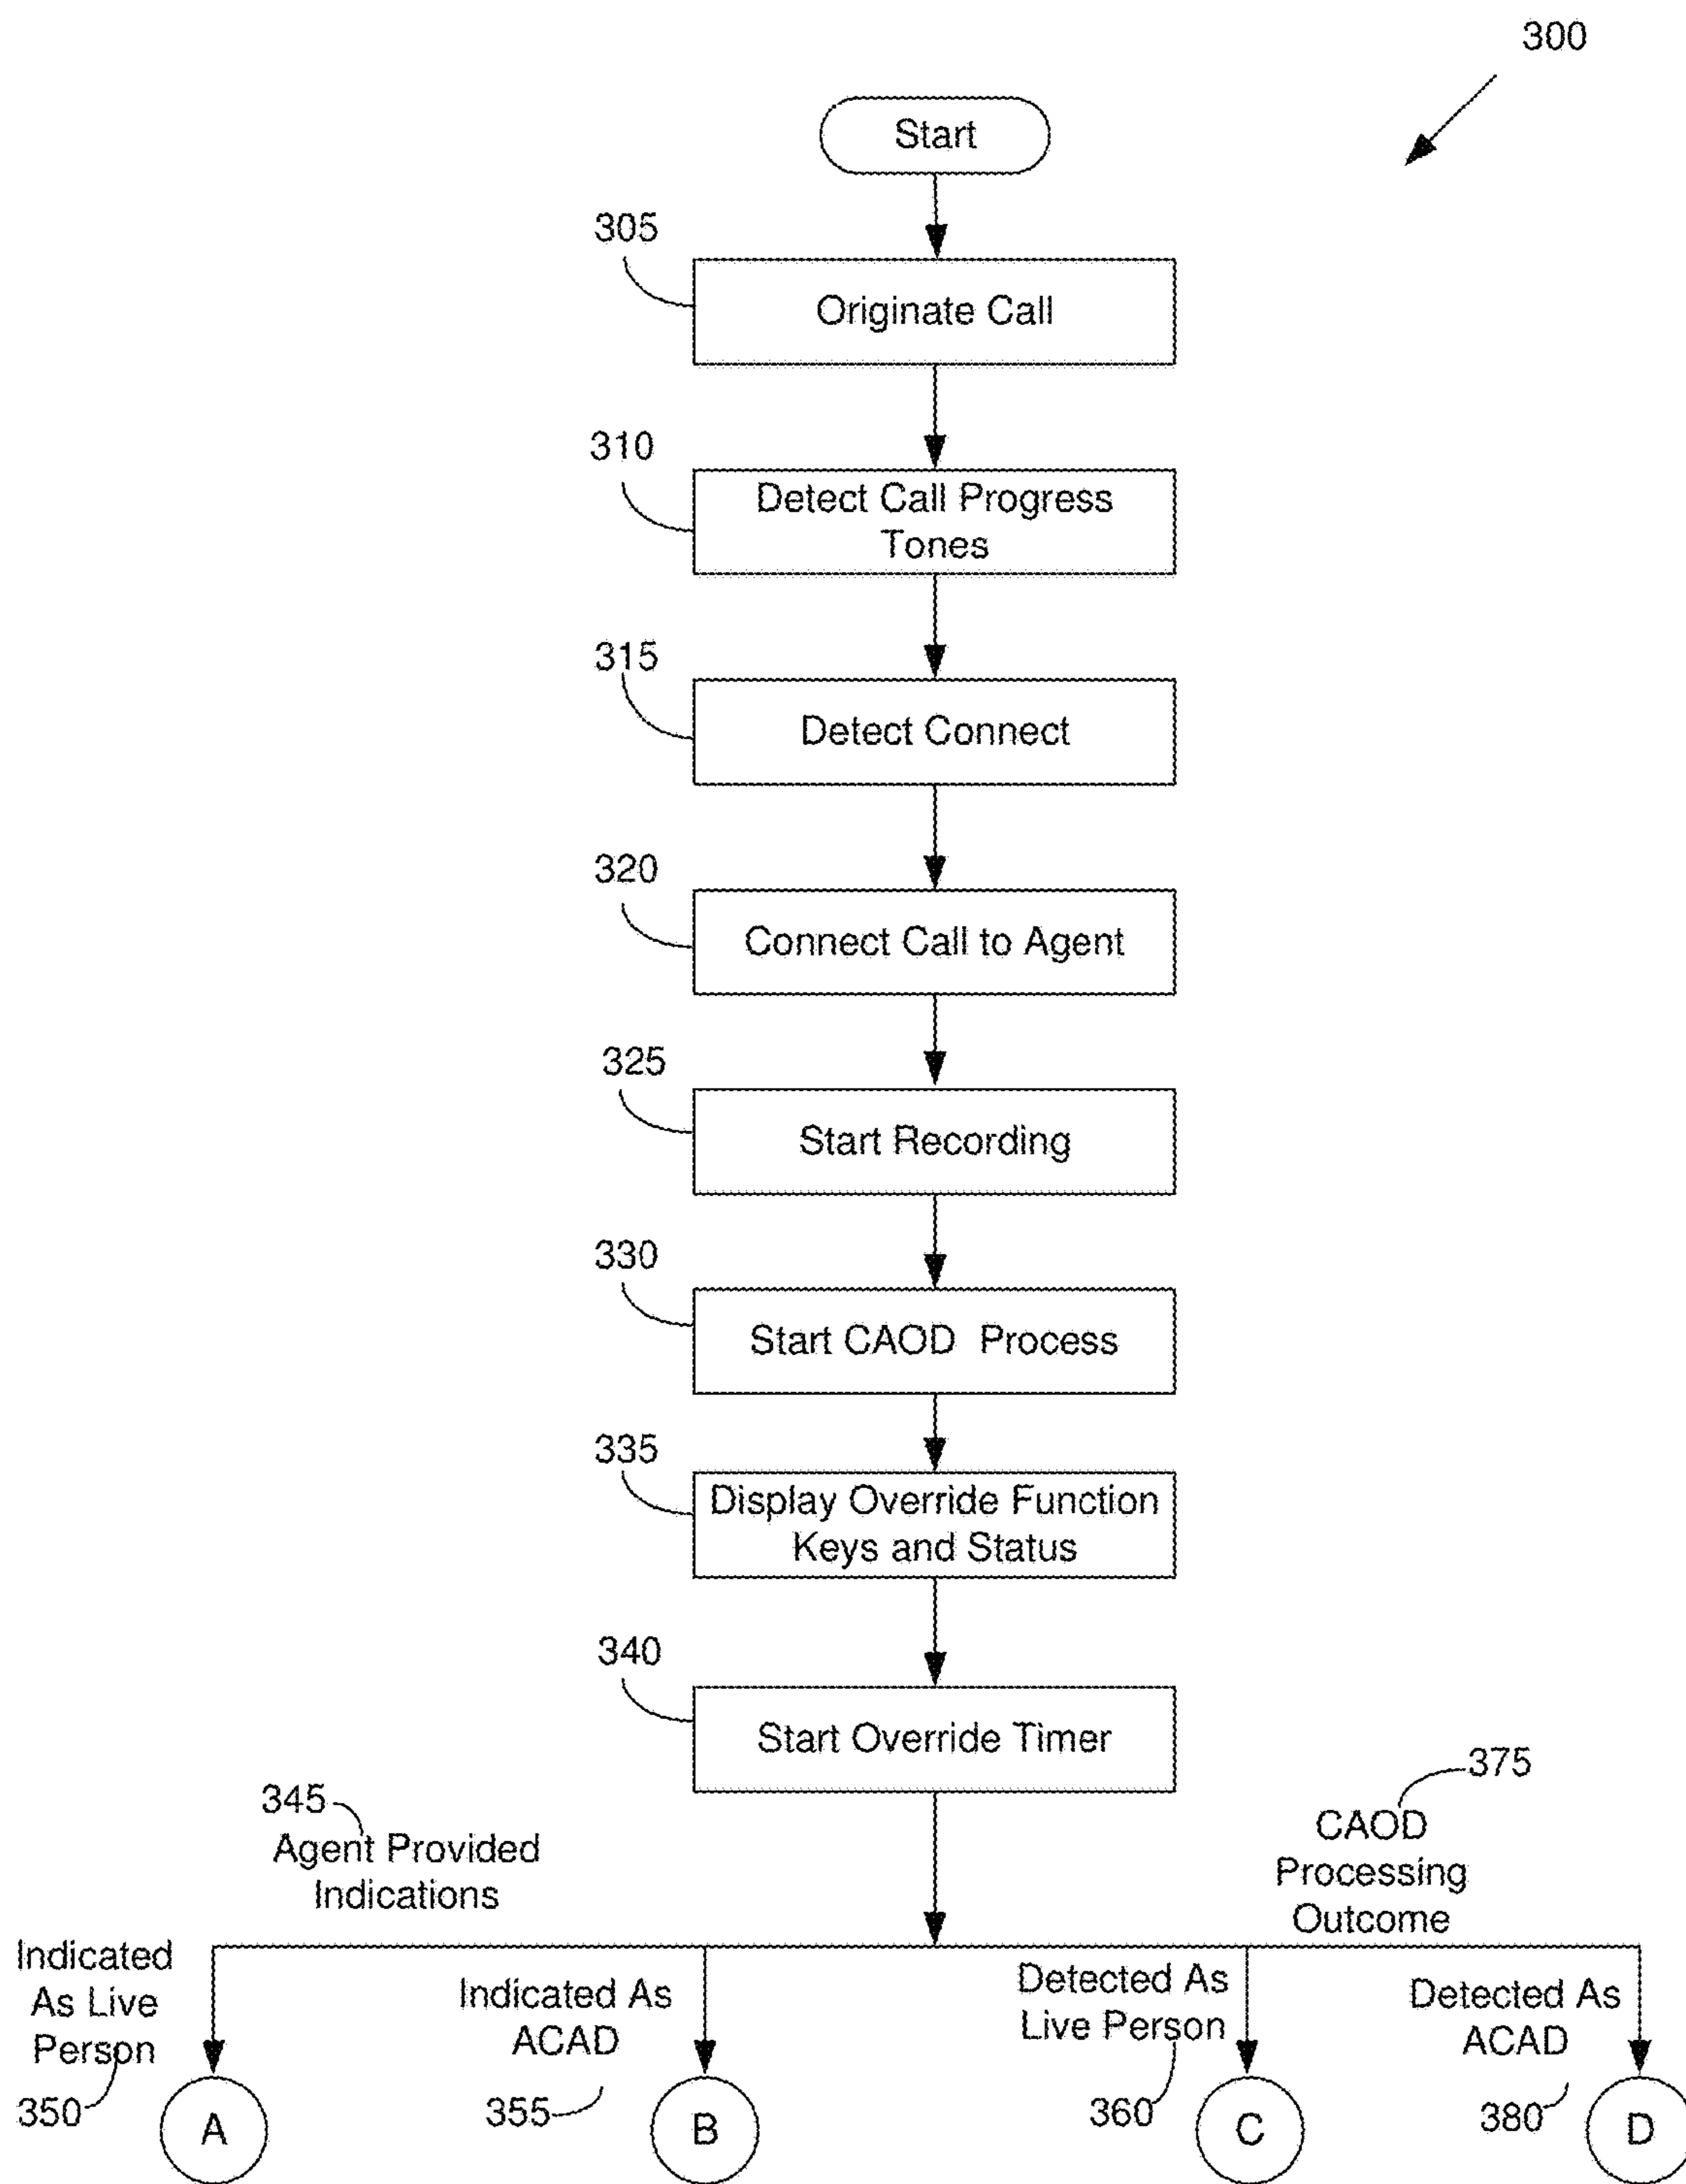 300
Start
305
Originate Call
310
Detect Call Progress
Tones
315
Detect Connect
320
Connect Call to Agent
325
Start Recording
330
Start CAOD Process
335
Display Override Function
Keys and Status
340
Start Override Timer
345
Agent Provided
Indications
375
CAOD
Processing
Outcome
Indicated
As Live
Person
350
A
Indicated As
ACAD
355
B
Detected As
Live Person
360
C
Detected As
ACAD
380
D